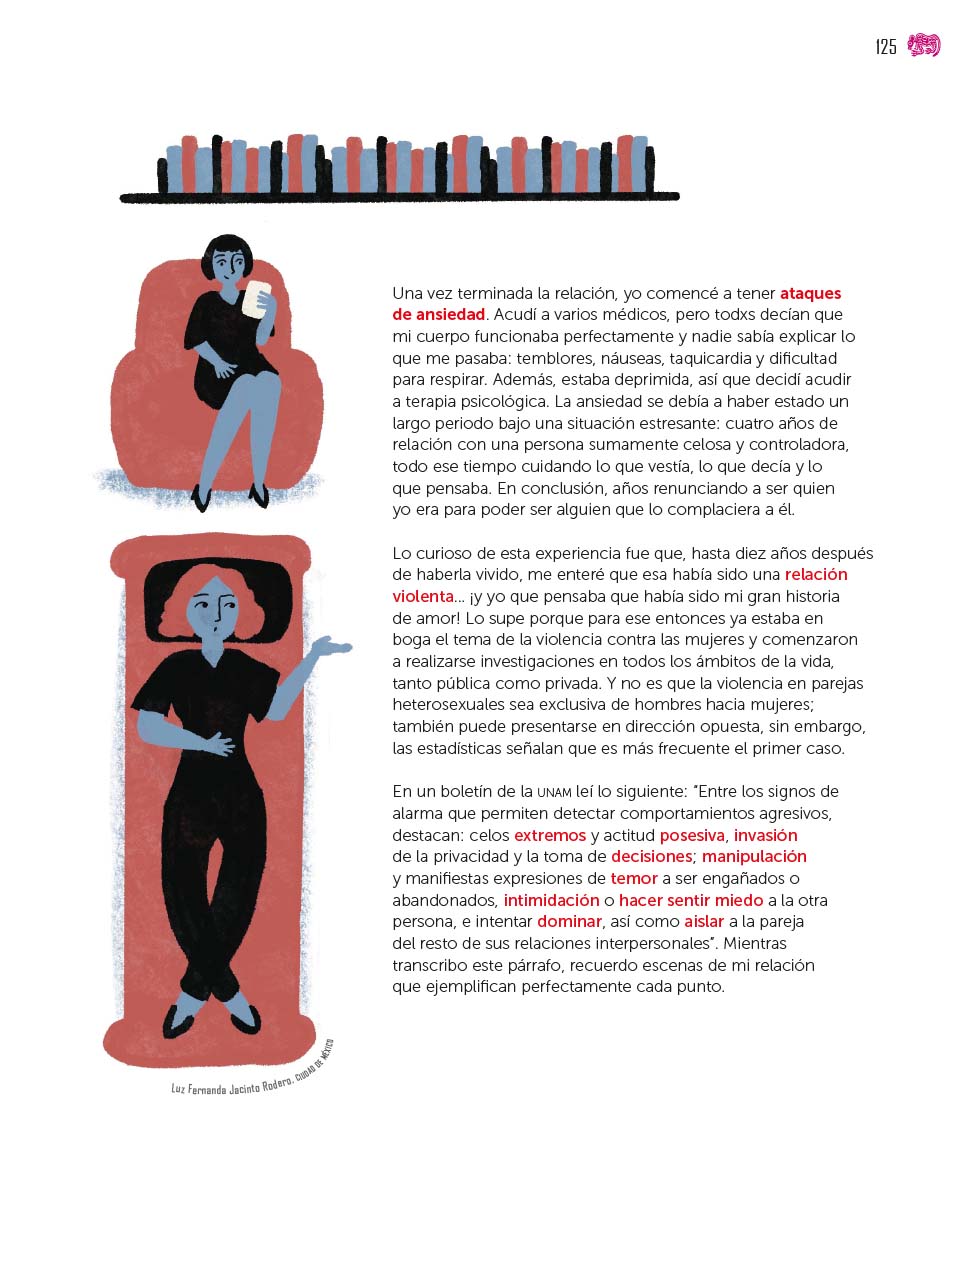 125
Una vez terminada la relación, yo comencé a tener ataques
de ansiedad. Acudí a varios médicos, pero todxs decían que
mi cuerpo funcionaba perfectamente y nadie sabía explicar lo
que me pasaba: temblores, náuseas, taquicardia y dificultad
para respirar. Además, estaba deprimida, así que decidí acudir
a terapia psicológica. La ansiedad se debía a haber estado un
largo periodo bajo una situación estresante: cuatro años de
relación con una persona sumamente celosa y controladora,
todo ese tiempo cuidando lo que vestía, lo que decía y lo
que pensaba. En conclusión, años renunciando a ser quien
yo era para poder ser alguien que lo complaciera a él.
Lo curioso de esta experiencia fue que, hasta diez años después
de haberla vivido, me enteré que esa había sido una relación
violenta... ¡y yo que pensaba que había sido mi gran historia
de amor! Lo supe porque para ese entonces ya estaba en
boga el tema de la violencia contra las mujeres y comenzaron
a realizarse investigaciones en todos los ámbitos de la vida,
tanto pública como privada. Y no es que la violencia en parejas
heterosexuales sea exclusiva de hombres hacia mujeres;
también puede presentarse en dirección opuesta, sin embargo,
las estadísticas señalan que es más frecuente el primer caso.
En un boletín de la UNAM leí lo siguiente: “Entre los signos de
alarma que permiten detectar comportamientos agresivos,
destacan: celos extremos y actitud posesiva, invasión
de la privacidad y la toma de decisiones; manipulación
y manifiestas expresiones de temor a ser engañados o
abandonados, intimidación o hacer sentir miedo a la otra
persona, e intentar dominar, así como aislar a la pareja
del resto de sus relaciones interpersonales”. Mientras
transcribo este párrafo, recuerdo escenas de mi relación
que ejemplifican perfectamente cada punto.
Luz Fernanda Jacinto Rodero, CIUDAD DE MÉXICO